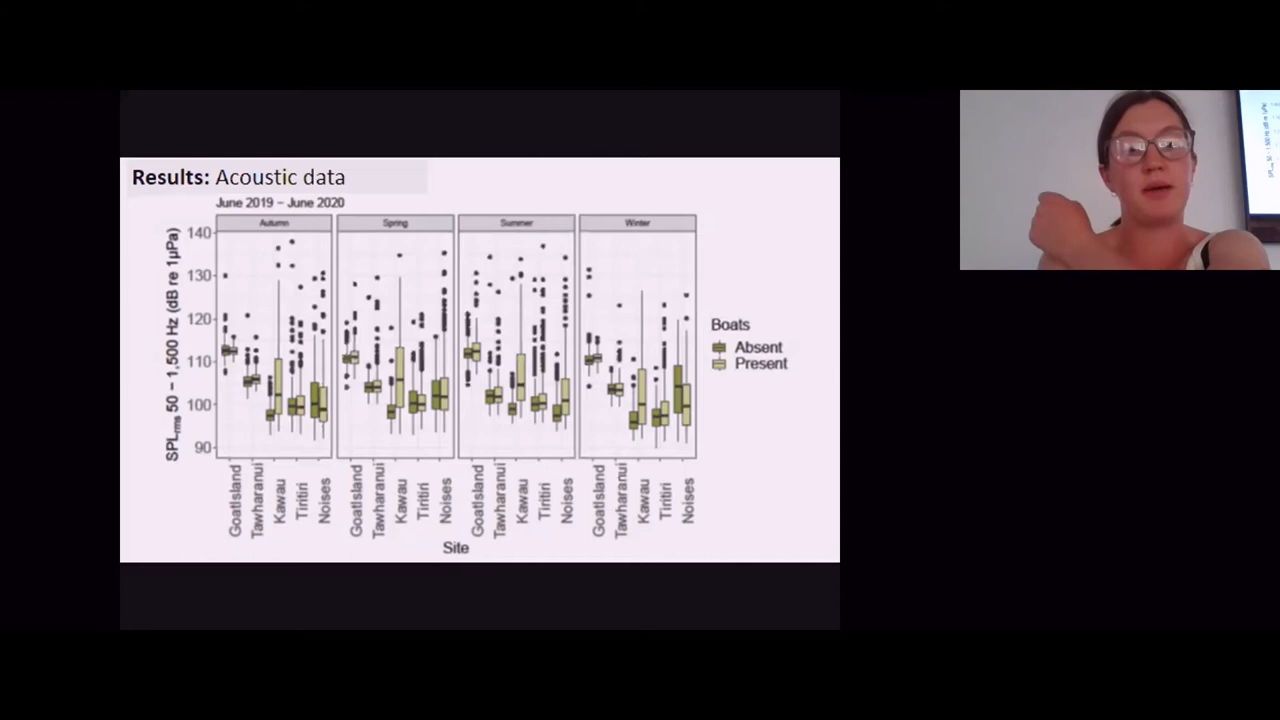 Results: Acoustic data
June 2019 – June 2020
Autumn Spring Summer Winter
SPLrms 50 – 1,500 Hz (dB re 1μPa)
140
130
120
110
100
90
Boats
Absent
Present
GoatIsland Tawharanui Kawau Tiritiri Noises GoatIsland Tawharanui Kawau Tiritiri Noises GoatIsland Tawharanui Kawau Tiritiri Noises GoatIsland Tawharanui Kawau Tiritiri Noises
Site